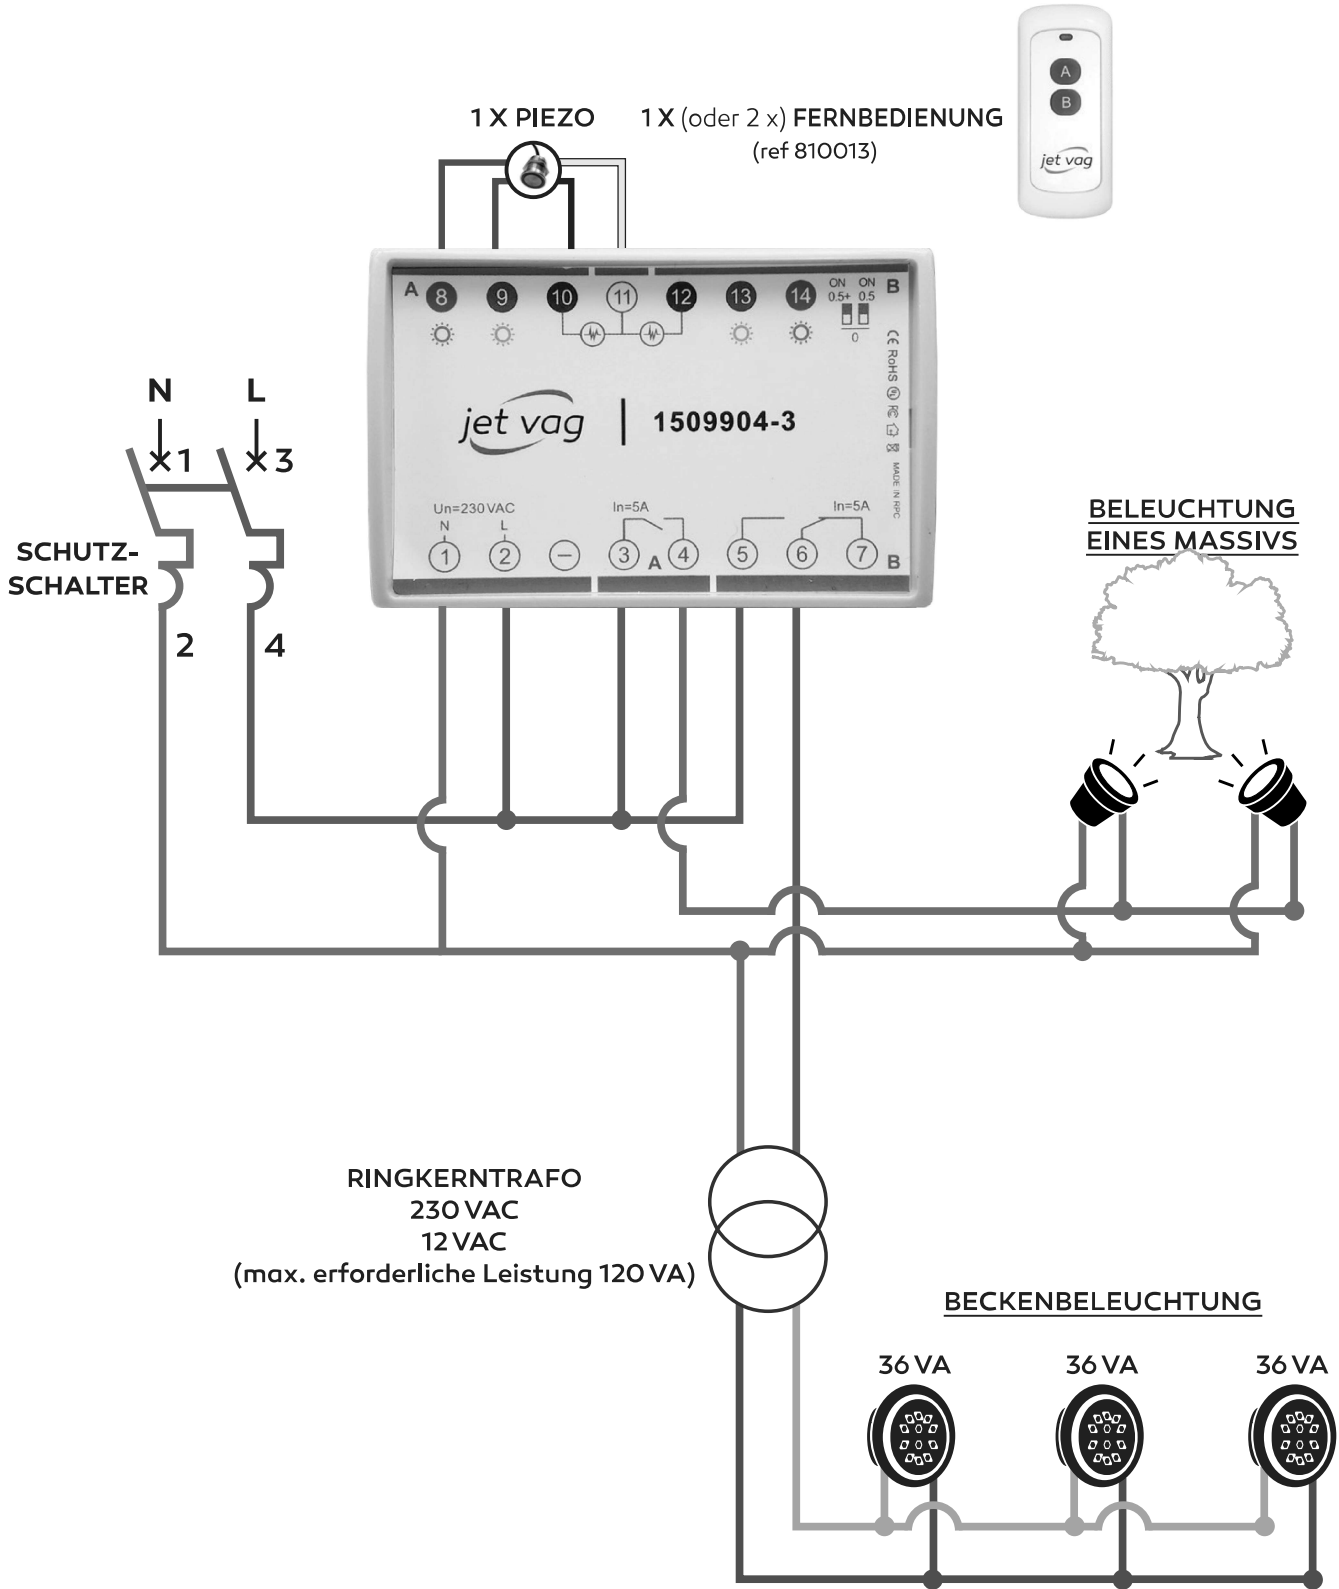 1 X PIEZO
1 X (oder 2 x) FERNBEDIENUNG
(ref 810013)
A
B
jet vag
A 8 9 10 11 12 13 14 B
ON ON
0.5+ 0.5
0
CE RoHS
MADE IN RPC
jet vag | 1509904-3
Un=230VAC
In=5A
In=5A
N L
1 2 3 A 4 5 6 7 B
N L
1 3
SCHUTZ-
SCHALTER
2 4
BELEUCHTUNG
EINES MASSIVS
RINGKERNTRAFO
230 VAC
12 VAC
(max. erforderliche Leistung 120 VA)
BECKENBELEUCHTUNG
36 VA 36 VA 36 VA